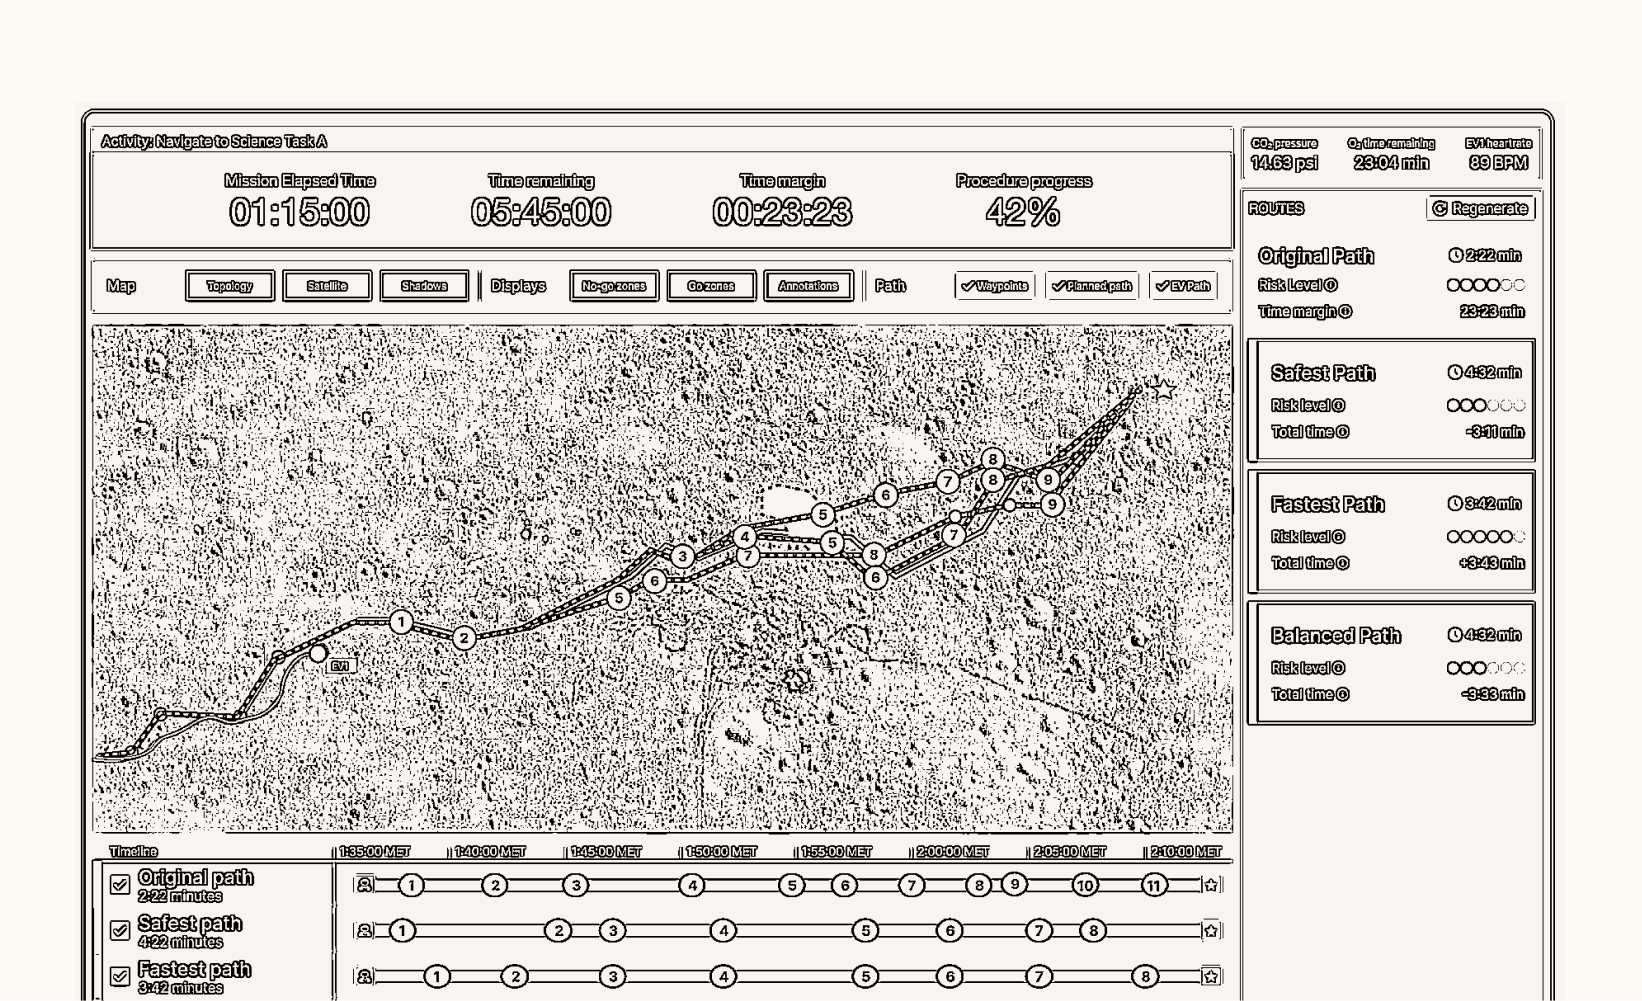 Activity: Navigate to Science Task A
Mission Elapsed Time
01:15:00
Time remaining
05:45:00
Time margin
00:23:23
Procedure progress
42%
CO₂ pressure
14.63 psi
O₂ time remaining
23:04 min
EV1 heartrate
89 BPM
Map
Topology
Satellite
Shadows
Displays
No-go zones
Go zones
Annotations
Path
Waypoints
Planned path
EV Path
ROUTES
Regenerate
Original Path
2:22 min
Risk Level
Time margin
23:23 min
Safest Path
4:32 min
Risk level
Total time
-3:11 min
Fastest Path
3:42 min
Risk level
Total time
+3:43 min
Balanced Path
4:32 min
Risk level
Total time
-3:33 min
8
7
8
9
6
9
5
4
5
7
3
7
8
6
6
5
1
2
EV1
Timeline
1:35:00 MET
1:40:00 MET
1:45:00 MET
1:50:00 MET
1:55:00 MET
2:00:00 MET
2:05:00 MET
2:10:00 MET
Original path
2:22 minutes
1 2 3 4 5 6 7 8 9 10 11
Safest path
4:22 minutes
1 2 3 4 5 6 7 8
Fastest path
3:42 minutes
1 2 3 4 5 6 7 8